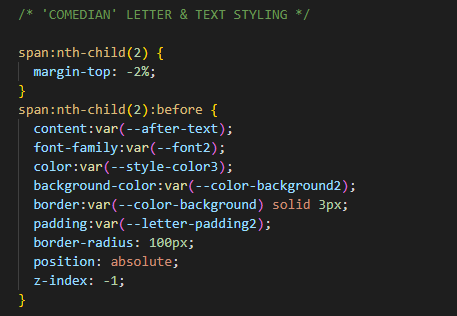 /* 'COMEDIAN' LETTER & TEXT STYLING */
span:nth-child(2) {
margin-top: -2%;
}
span:nth-child(2):before {
content:var(--after-text);
font-family:var(--font2);
color:var(--style-color3);
background-color:var(--color-background2);
border:var(--color-background) solid 3px;
padding:var(--letter-padding2);
border-radius: 100px;
position: absolute;
z-index: -1;
}